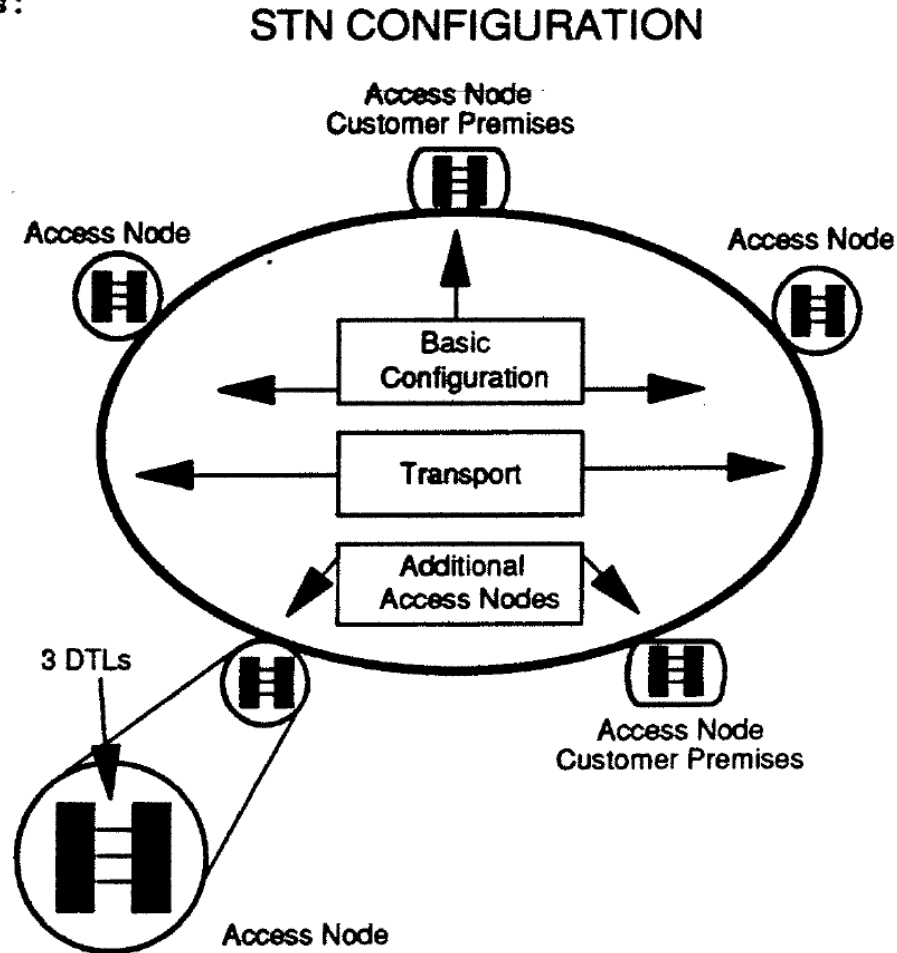 s:
STN CONFIGURATION
Access Node
Customer Premises
Access Node
Access Node
Basic
Configuration
Transport
Additional
Access Nodes
3 DTLs
Access Node
Customer Premises
Access Node